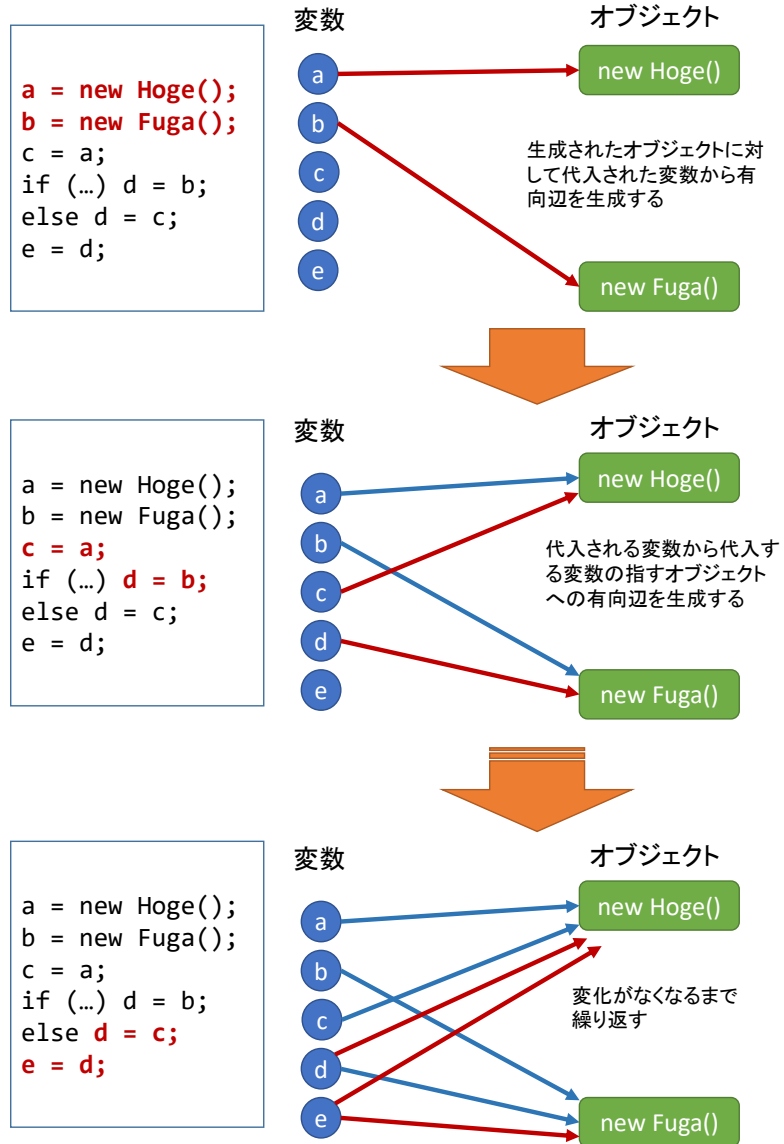 a = new Hoge();
b = new Fuga();
c = a;
if (…) d = b;
else d = c;
e = d;
変数
オブジェクト
a
b
c
d
e
new Hoge()
生成されたオブジェクトに対
して代入された変数から有
向辺を生成する
new Fuga()
a = new Hoge();
b = new Fuga();
c = a;
if (…) d = b;
else d = c;
e = d;
変数
オブジェクト
a
b
c
d
e
new Hoge()
代入される変数から代入す
る変数の指すオブジェクト
への有向辺を生成する
new Fuga()
a = new Hoge();
b = new Fuga();
c = a;
if (…) d = b;
else d = c;
e = d;
変数
オブジェクト
a
b
c
d
e
new Hoge()
変化がなくなるまで
繰り返す
new Fuga()